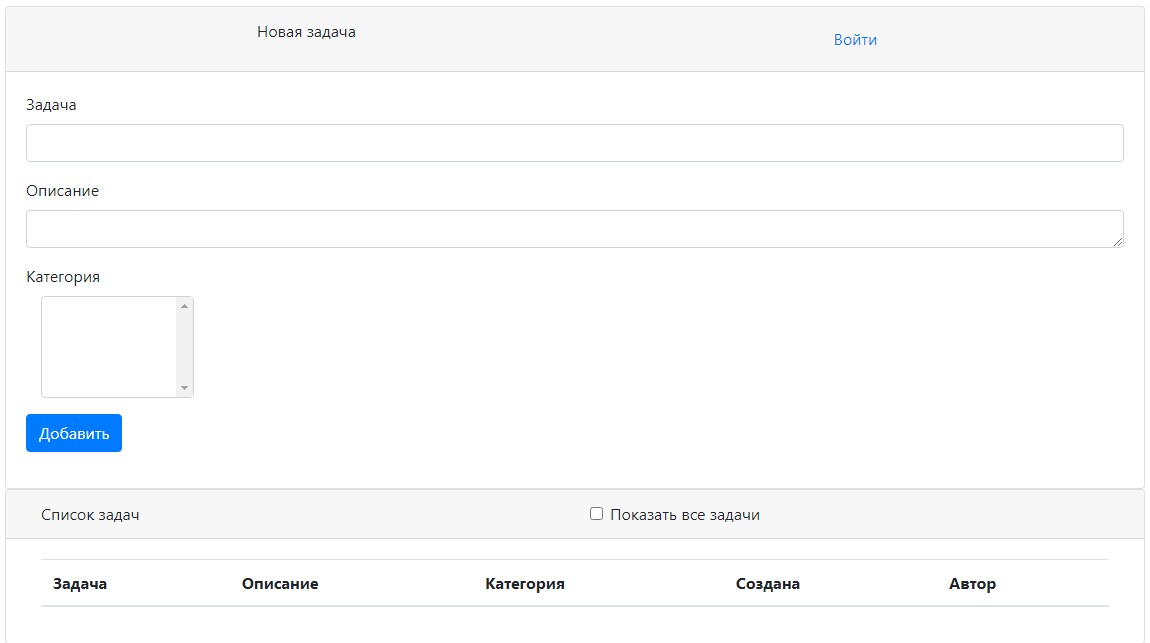 Новая задача
Войти
Задача
Описание
Категория
Добавить
Список задач
Показать все задачи
Задача Описание Категория Создана Автор